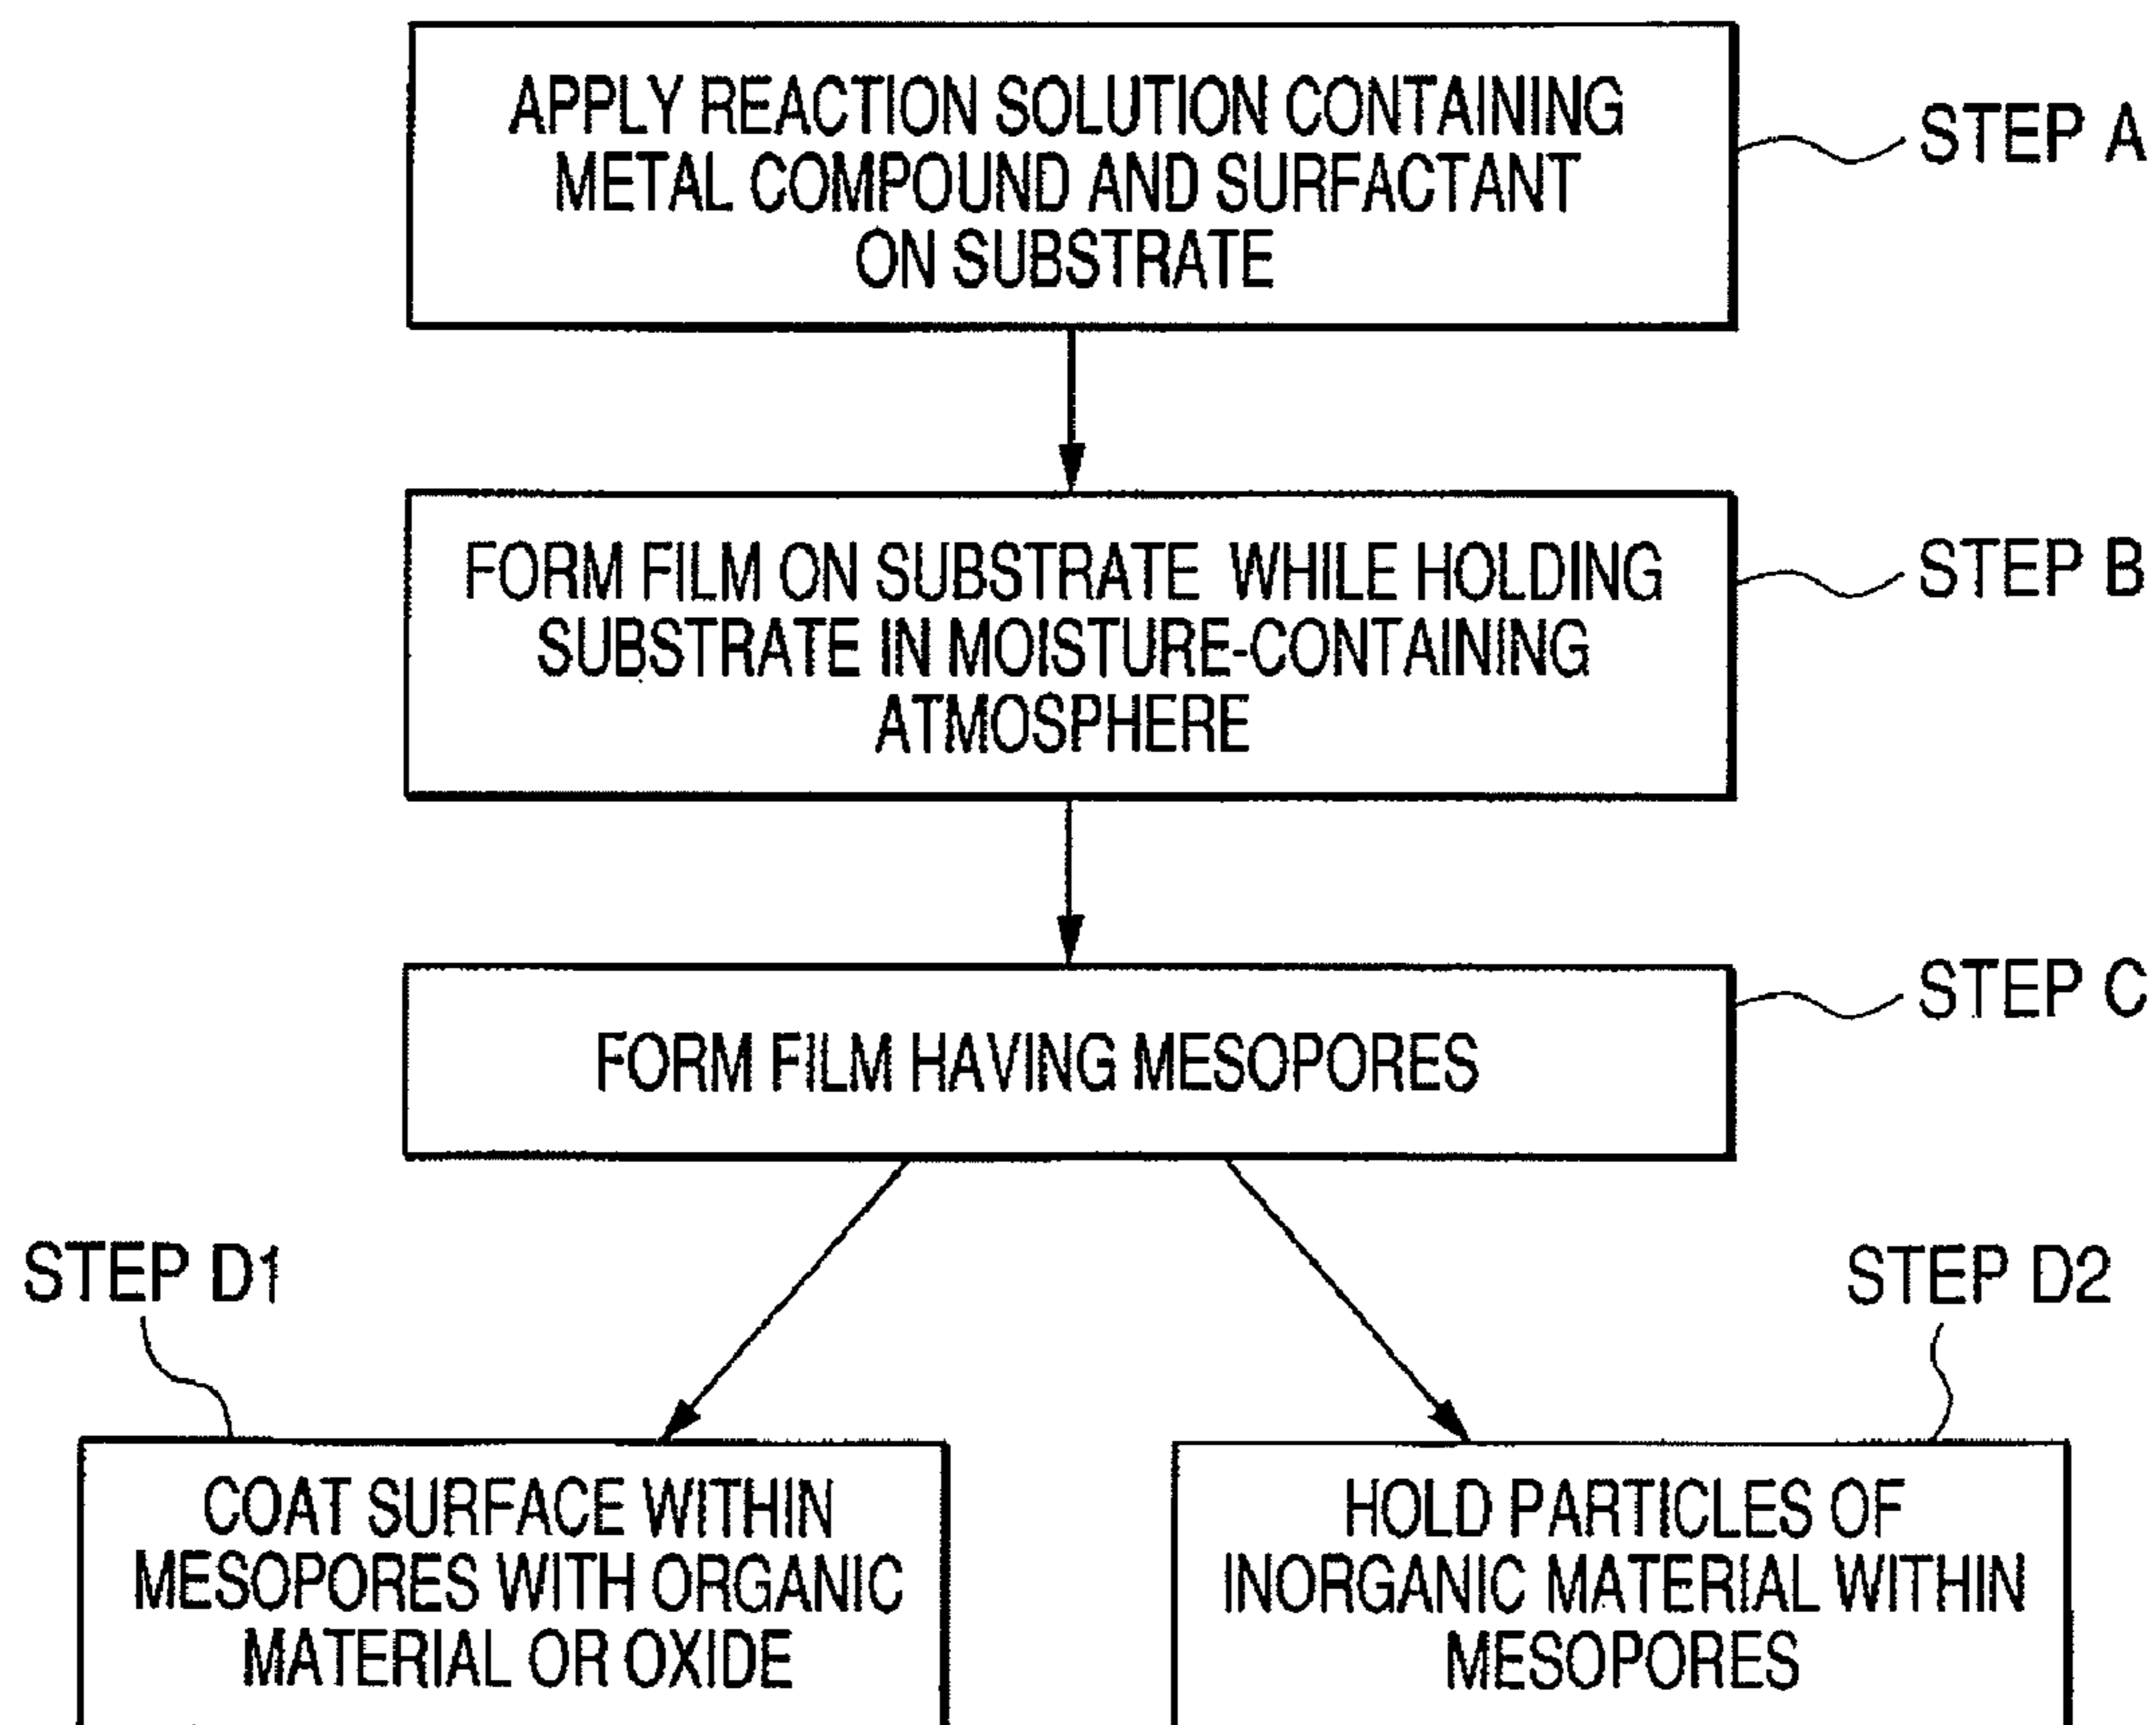 APPLY REACTION SOLUTION CONTAINING
METAL COMPOUND AND SURFACTANT
ON SUBSTRATE
STEP A
FORM FILM ON SUBSTRATE WHILE HOLDING
SUBSTRATE IN MOISTURE-CONTAINING
ATMOSPHERE
STEP B
FORM FILM HAVING MESOPORES
STEP C
STEP D1
COAT SURFACE WITHIN
MESOPORES WITH ORGANIC
MATERIAL OR OXIDE
STEP D2
HOLD PARTICLES OF
INORGANIC MATERIAL WITHIN
MESOPORES